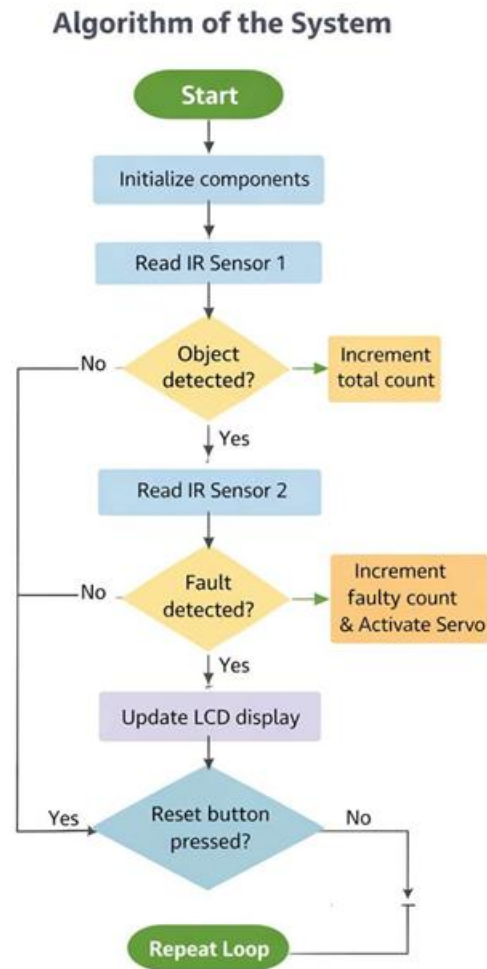 Algorithm of the System
Start
Initialize components
Read IR Sensor 1
No
Object
detected?
Increment
total count
Yes
Read IR Sensor 2
No
Fault
detected?
Increment
faulty count
& Activate Servo
Yes
Update LCD display
Yes
Reset button
pressed?
No
Repeat Loop